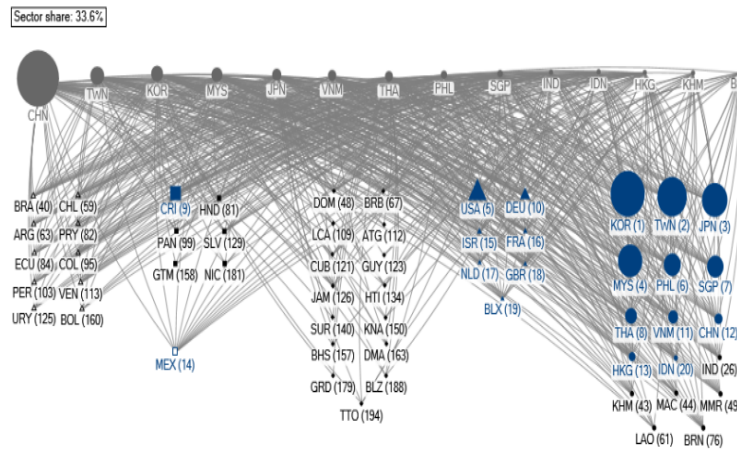 Sector share: 33.6%
CHN TWN KOR MYS JPN VNM THA PHL SGP IND IDN HKG KHM
BRA (40) CHL (59) CRI (9) HND (81) DOM (48) BRB (67) USA (5) DEU (10) KOR (1) TWN (2) JPN (3)
ARG (63) PRY (82) PAN (99) SLV (129) LCA (109) ATG (112) ISR (15) FRA (16)
ECU (84) COL (95) GTM (158) NIC (181) CUB (121) GUY (123) NLD (17) GBR (18) MYS (4) PHL (6) SGP (7)
PER (103) VEN (113) JAM (126) HTI (134) BLX (19)
URY (125) BOL (160) SUR (140) KNA (150) THA (8) VNM (11) CHN (12)
MEX (14) BHS (157) DMA (163) HKG (13) IDN (20) IND (26)
GRD (179) BLZ (188) KHM (43) MAC (44) MMR (49)
TTO (194) LAO (61) BRN (76)